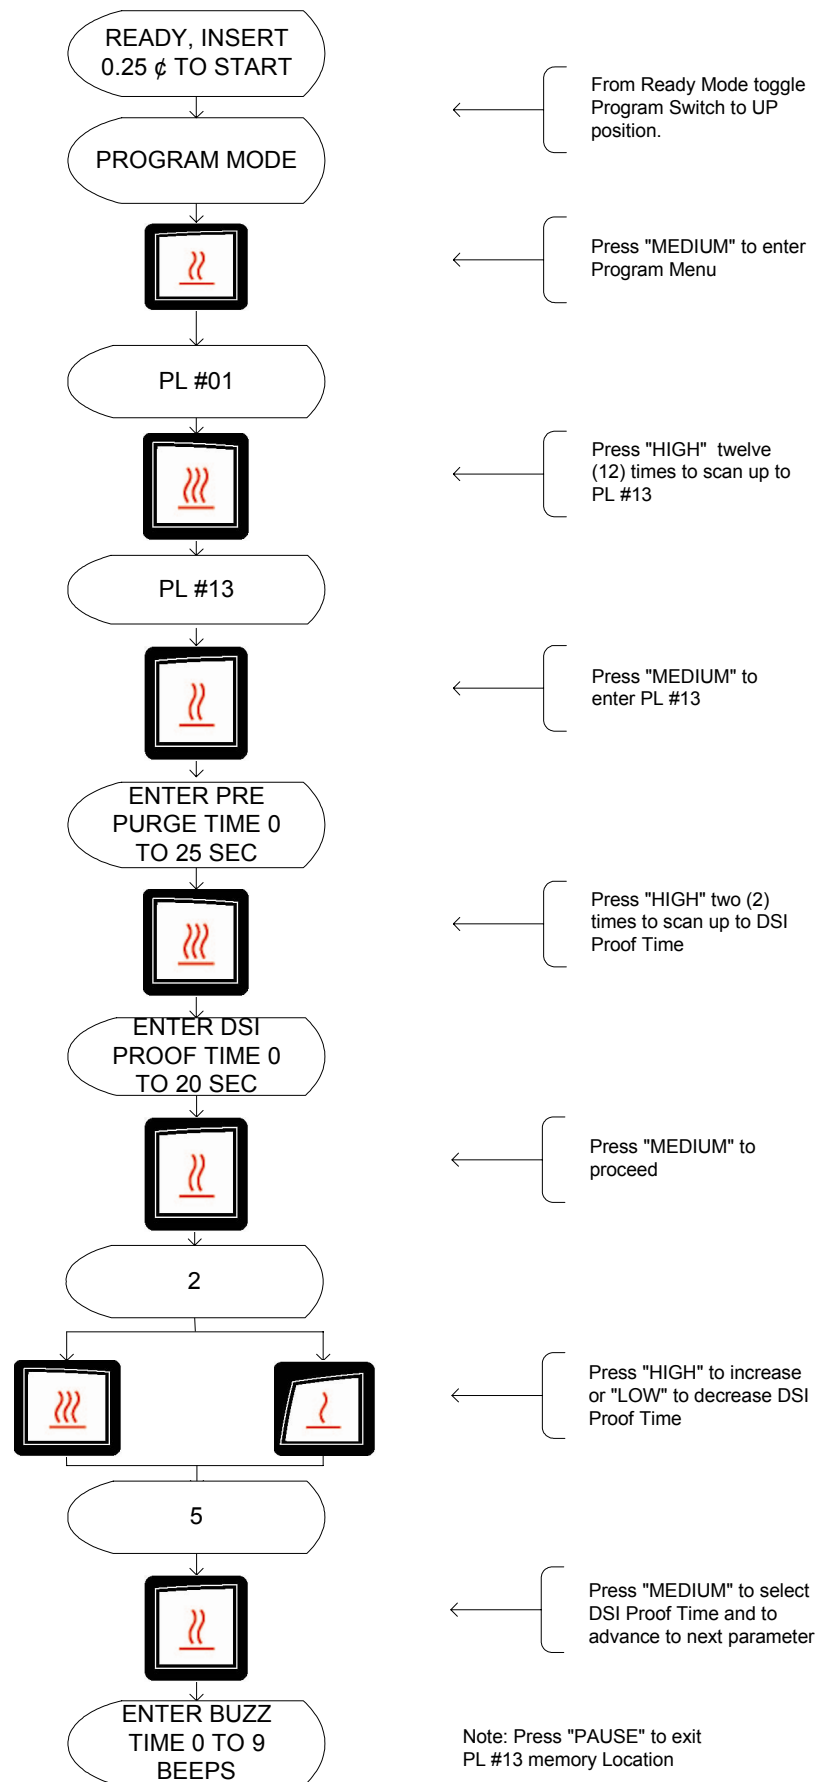 READY, INSERT
0.25 ¢ TO START
From Ready Mode toggle
Program Switch to UP
position.
PROGRAM MODE
Press "MEDIUM" to enter
Program Menu
PL #01
Press "HIGH"  twelve
(12) times to scan up to
PL #13
PL #13
Press "MEDIUM" to
enter PL #13
ENTER PRE
PURGE TIME 0
TO 25 SEC
Press "HIGH" two (2)
times to scan up to DSI
Proof Time
ENTER DSI
PROOF TIME 0
TO 20 SEC
Press "MEDIUM" to
proceed
2
Press "HIGH" to increase
or "LOW" to decrease DSI
Proof Time
5
Press "MEDIUM" to select
DSI Proof Time and to
advance to next parameter
ENTER BUZZ
TIME 0 TO 9
BEEPS
Note: Press "PAUSE" to exit
PL #13 memory Location